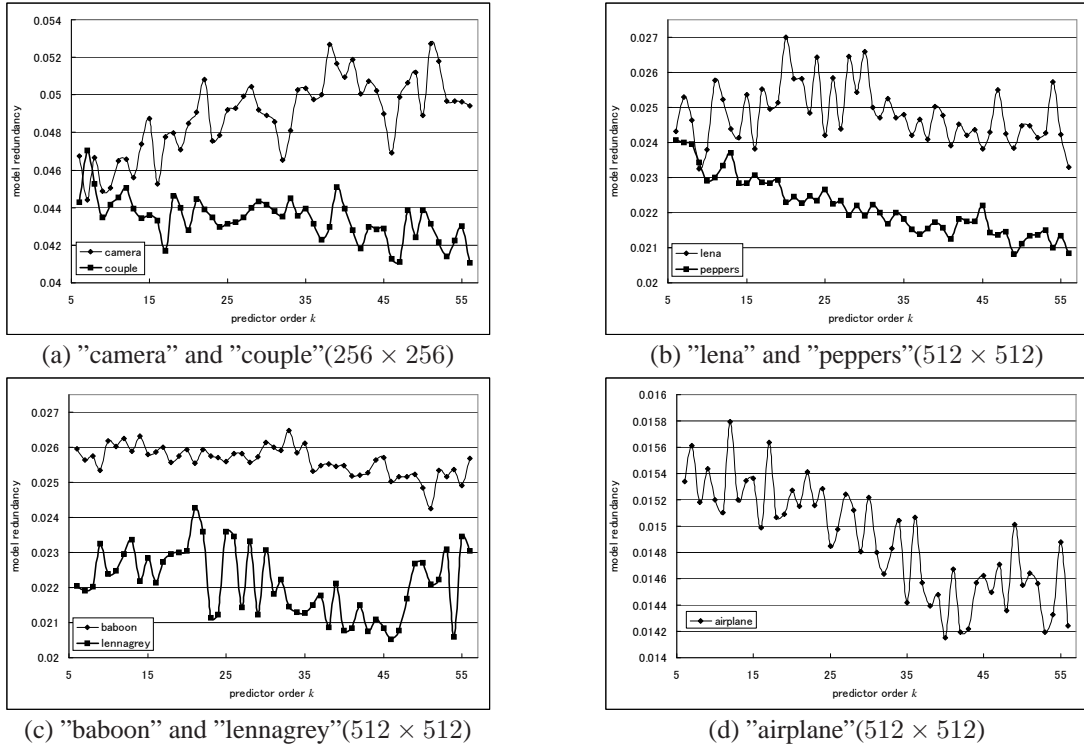 0.054
0.052
0.05
0.048
0.046
0.044
0.042
0.04
model redundancy
camera
couple
5 15 25 35 45 55
predictor order k
(a) ”camera” and ”couple”(256 × 256)
0.027
0.026
0.025
0.024
0.023
0.022
0.021
0.02
model redundancy
lena
peppers
5 15 25 35 45 55
predictor order k
(b) ”lena” and ”peppers”(512 × 512)
0.027
0.026
0.025
0.024
0.023
0.022
0.021
0.02
model redundancy
baboon
lennagrey
5 15 25 35 45 55
predictor order k
(c) ”baboon” and ”lennagrey”(512 × 512)
0.016
0.0158
0.0156
0.0154
0.0152
0.015
0.0148
0.0146
0.0144
0.0142
0.014
model redundancy
airplane
5 15 25 35 45 55
predictor order k
(d) ”airplane”(512 × 512)